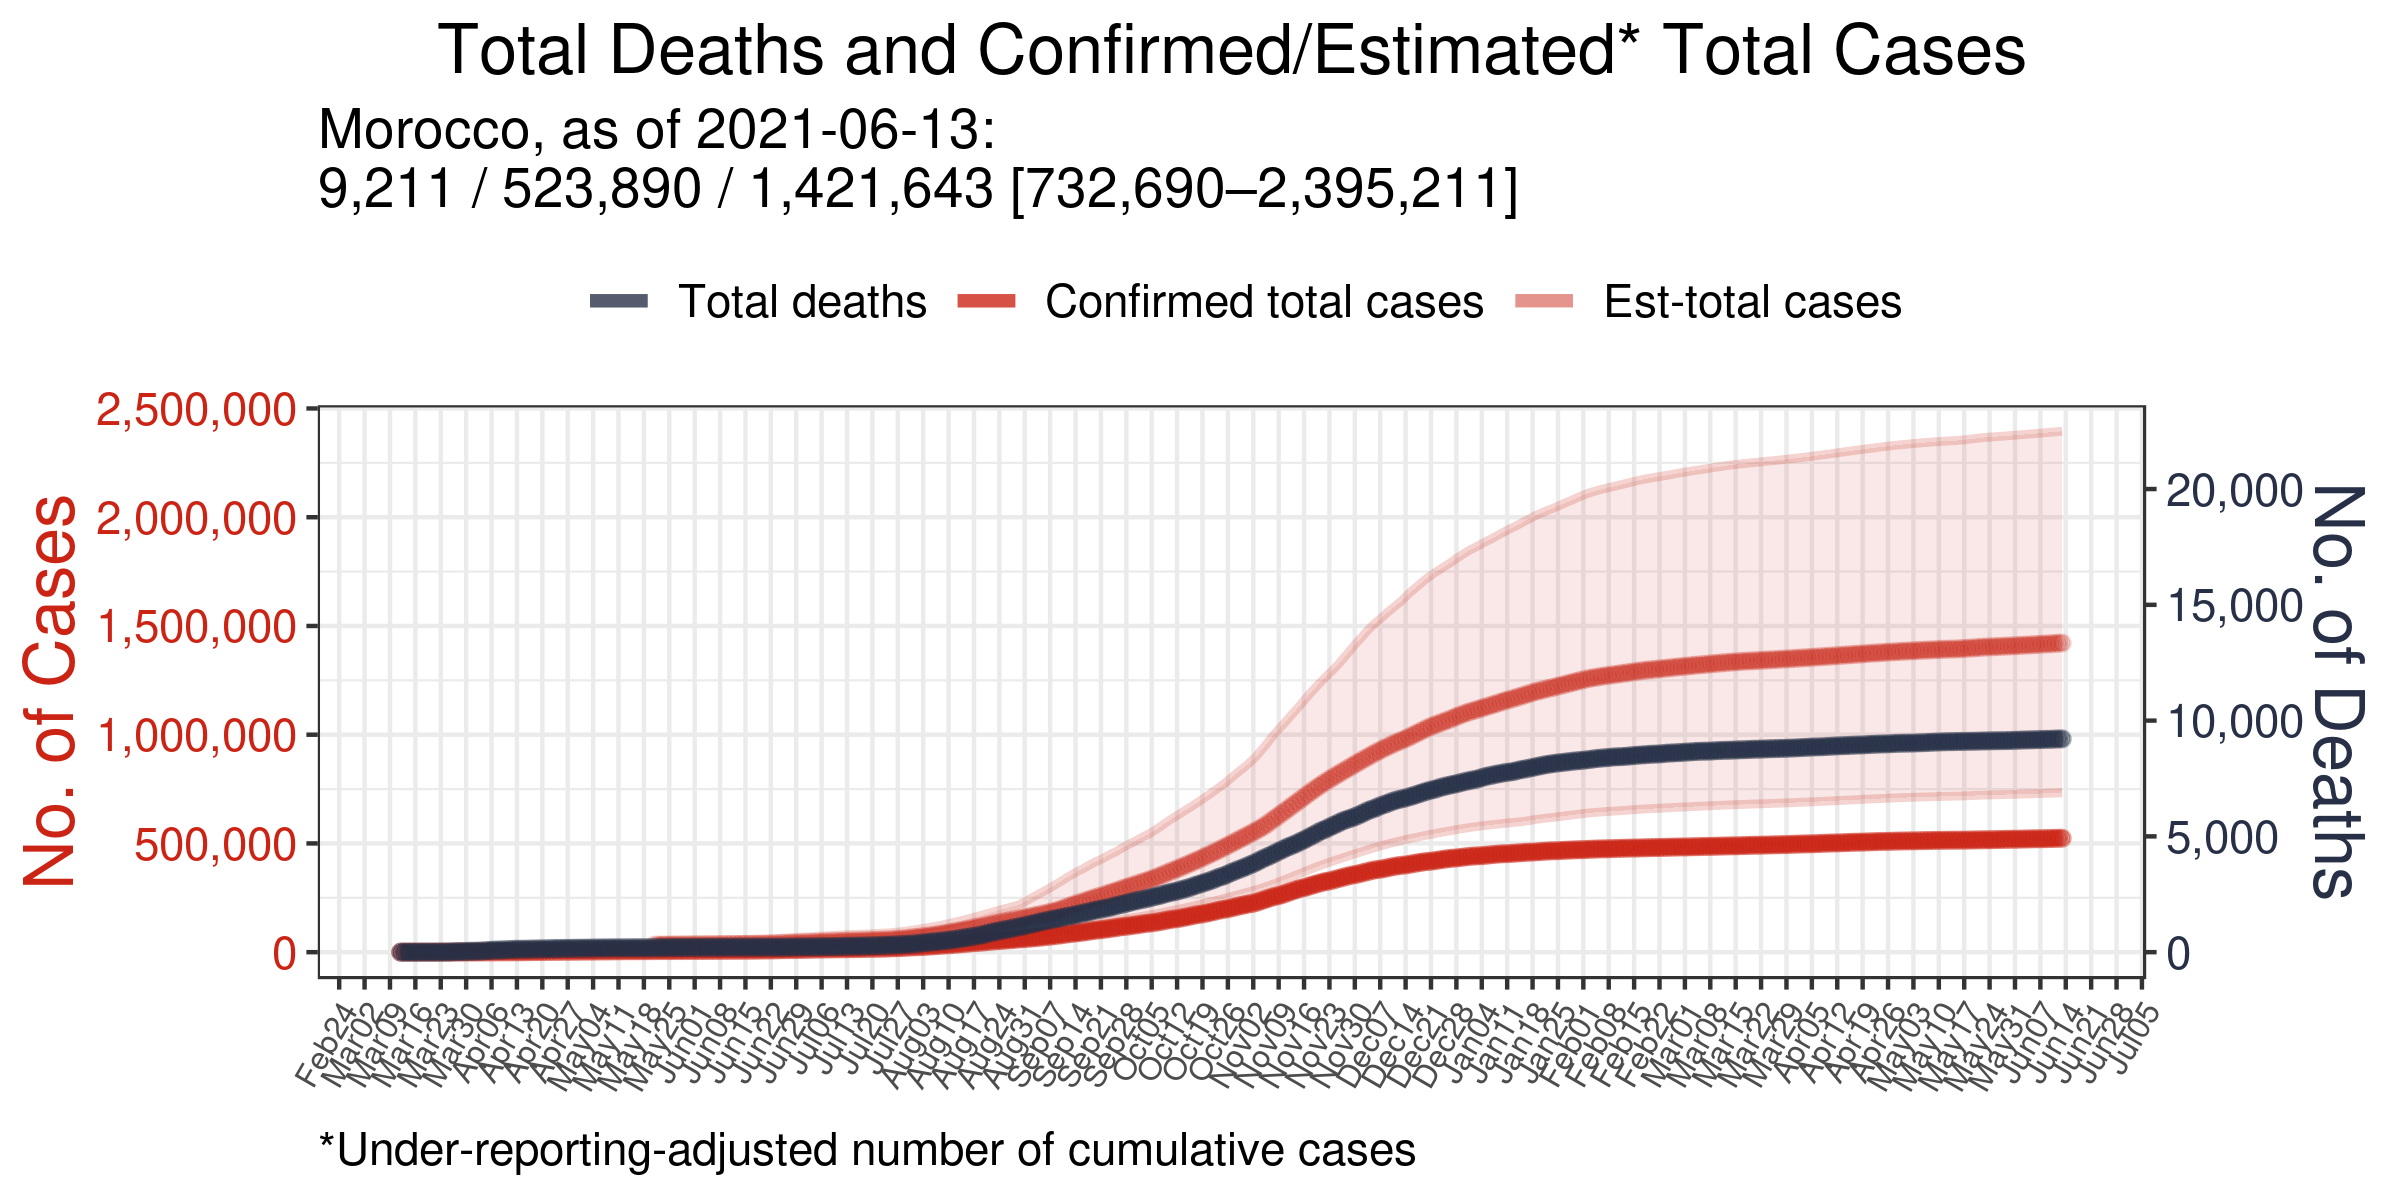 Total Deaths and Confirmed/Estimated* Total Cases
Morocco, as of 2021-06-13:
9,211 / 523,890 / 1,421,643 [732,690–2,395,211]
Total deaths
Confirmed total cases
Est-total cases
No. of Cases
2,500,000
2,000,000
1,500,000
1,000,000
500,000
0
20,000
15,000
10,000
5,000
0
No. of Deaths
Feb24
Mar02
Mar09
Mar16
Mar23
Mar30
Apr06
Apr13
Apr20
Apr27
May04
May11
May18
May25
Jun01
Jun08
Jun15
Jun22
Jun29
Jul06
Jul13
Jul20
Jul27
Aug03
Aug10
Aug17
Aug24
Aug31
Sep07
Sep14
Sep21
Sep28
Oct05
Oct12
Oct19
Oct26
Nov02
Nov09
Nov16
Nov23
Nov30
Dec07
Dec14
Dec21
Dec28
Jan04
Jan11
Jan18
Jan25
Feb01
Feb08
Feb15
Feb22
Mar01
Mar08
Mar15
Mar22
Mar29
Apr05
Apr12
Apr19
Apr26
May03
May10
May17
May24
May31
Jun07
Jun14
Jun21
Jun28
Jul05
*Under-reporting-adjusted number of cumulative cases